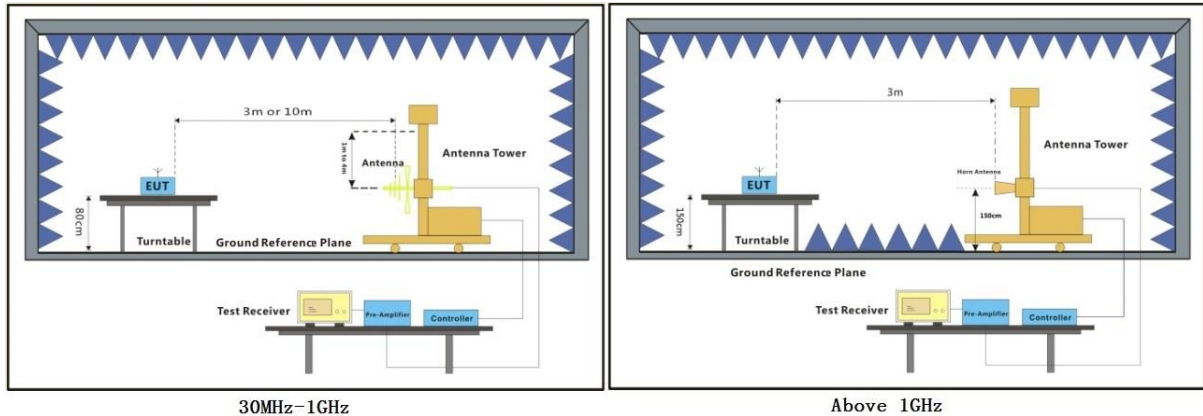 3m or 10m
1m to 4m
Antenna
Antenna Tower
EUT
80cm
Turntable
Ground Reference Plane
Test Receiver
Pre-Amplifier
Controller
30MHz-1GHz
3m
Antenna Tower
Horn Antenna
EUT
150cm
150cm
Turntable
Ground Reference Plane
Test Receiver
Pre-Amplifier
Controller
Above 1GHz